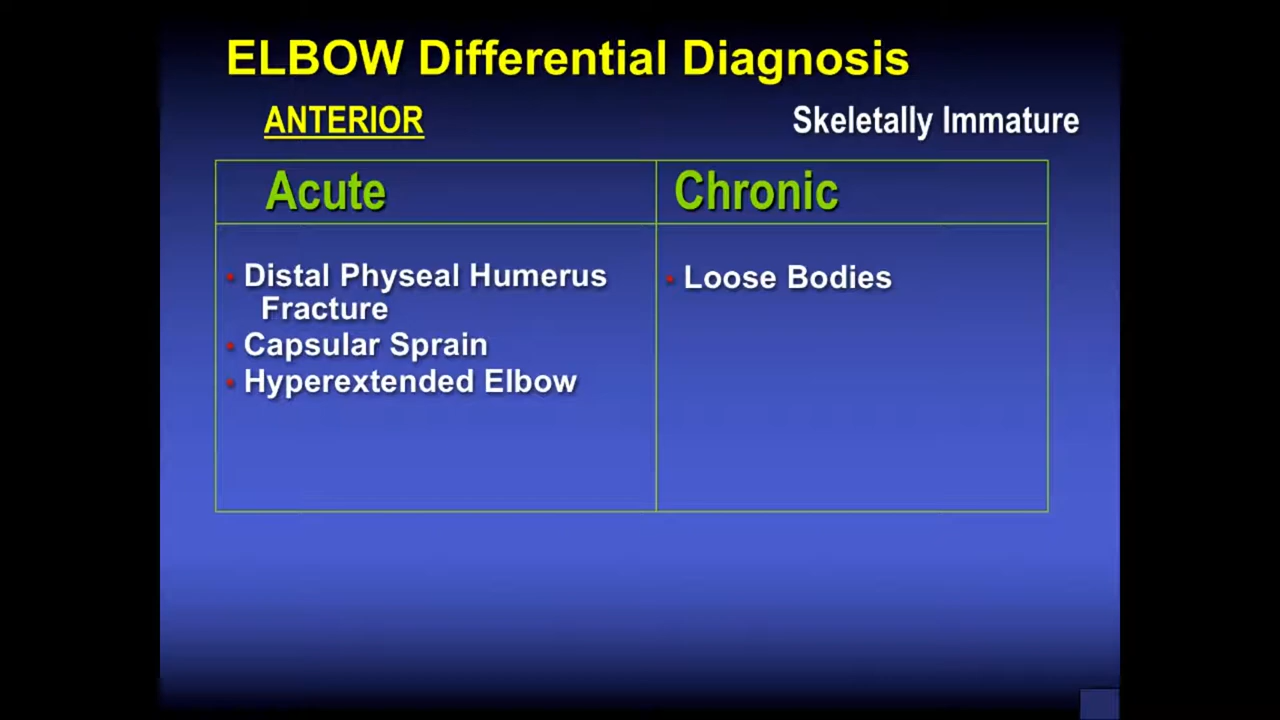 ELBOW Differential Diagnosis
ANTERIOR
Skeletally Immature
Acute
Chronic
• Distal Physeal Humerus
Fracture
• Capsular Sprain
• Hyperextended Elbow
• Loose Bodies